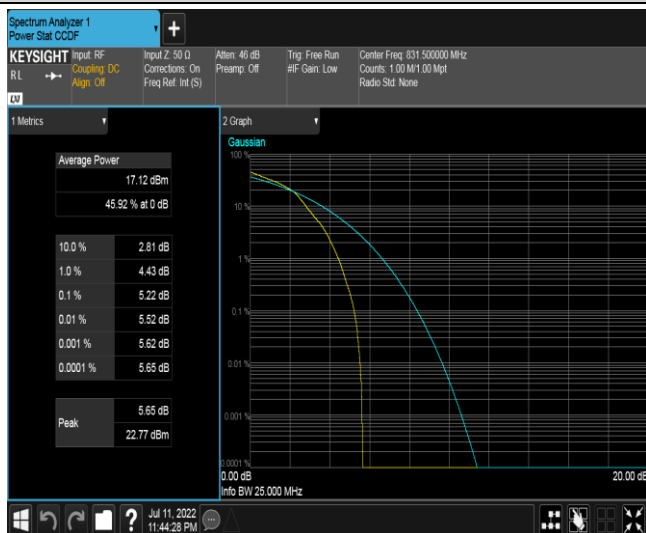 Spectrum Analyzer 1
Power Stat CCDF
+
KEYSIGHT
RL
Input: RF
Coupling: DC
Align: Off
Input Z: 50 Ω
Corrections: On
Freq Ref: Int (S)
Atten: 46 dB
Preamp: Off
Trig: Free Run
#IF Gain: Low
Center Freq: 831.500000 MHz
Counts: 1.00 M/1.00 Mpt
Radio Std: None
LXI
1 Metrics
Average Power
17.12 dBm
45.92 % at 0 dB
10.0 % 2.81 dB
1.0 % 4.43 dB
0.1 % 5.22 dB
0.01 % 5.52 dB
0.001 % 5.62 dB
0.0001 % 5.65 dB
Peak
5.65 dB
22.77 dBm
2 Graph
Gaussian
100 %
10 %
1 %
0.1 %
0.01 %
0.001 %
0.0001 %
0.00 dB 20.00 dB
Info BW 25.000 MHz
?
Jul 11, 2022
11:44:28 PM